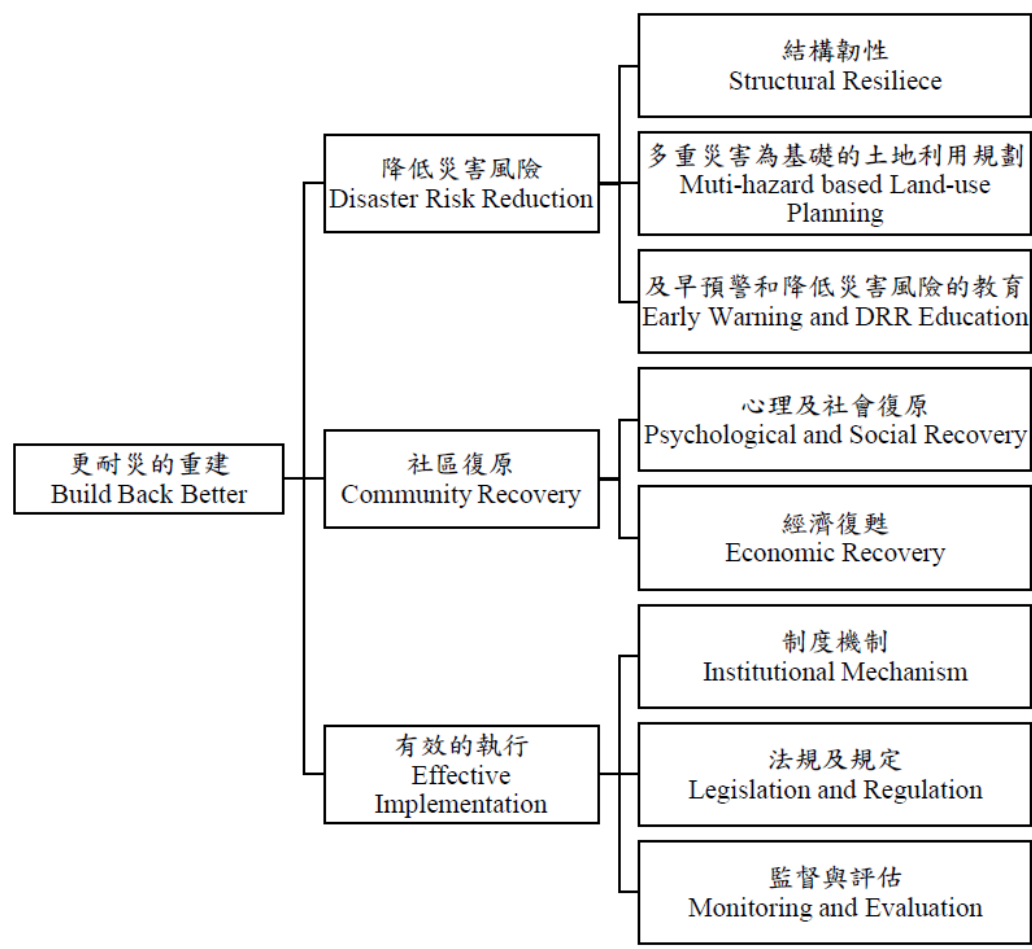 更耐災的重建
Build Back Better
降低災害風險
Disaster Risk Reduction
結構韌性
Structural Resiliece
多重災害為基礎的土地利用規劃
Muti-hazard based Land-use
Planning
及早預警和降低災害風險的教育
Early Warning and DRR Education
社區復原
Community Recovery
心理及社會復原
Psychological and Social Recovery
經濟復甦
Economic Recovery
有效的執行
Effective
Implementation
制度機制
Institutional Mechanism
法規及規定
Legislation and Regulation
監督與評估
Monitoring and Evaluation